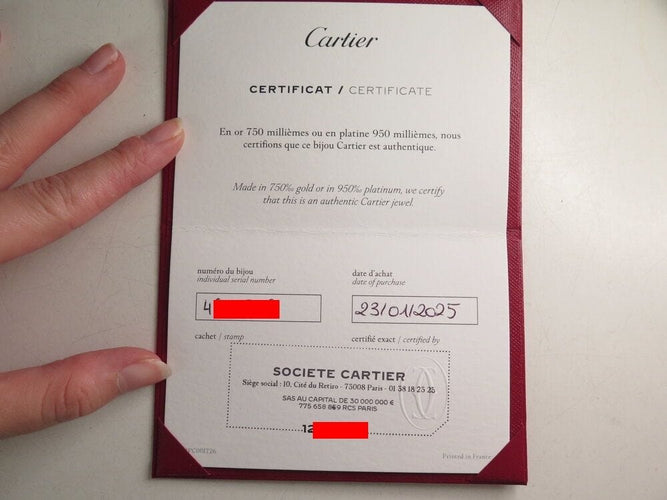 Cartier
CERTIFICAT / CERTIFICATE
En or 750 millièmes ou en platine 950 millièmes, nous
certifions que ce bijou Cartier est authentique.
Made in 750‰ gold or in 950‰ platinum, we certify
that this is an authentic Cartier jewel.
numéro du bijou
individual serial number
4
date d'achat
date of purchase
23/01/2025
cachet / stamp
certifié exact / certified by
SOCIETE CARTIER
Siège social : 10, Cité du Retiro - 75008 Paris - 01 58 18 23 25
SAS AU CAPITAL DE 30 000 000 €
775 658 859 RCS PARIS
12
Printed in France